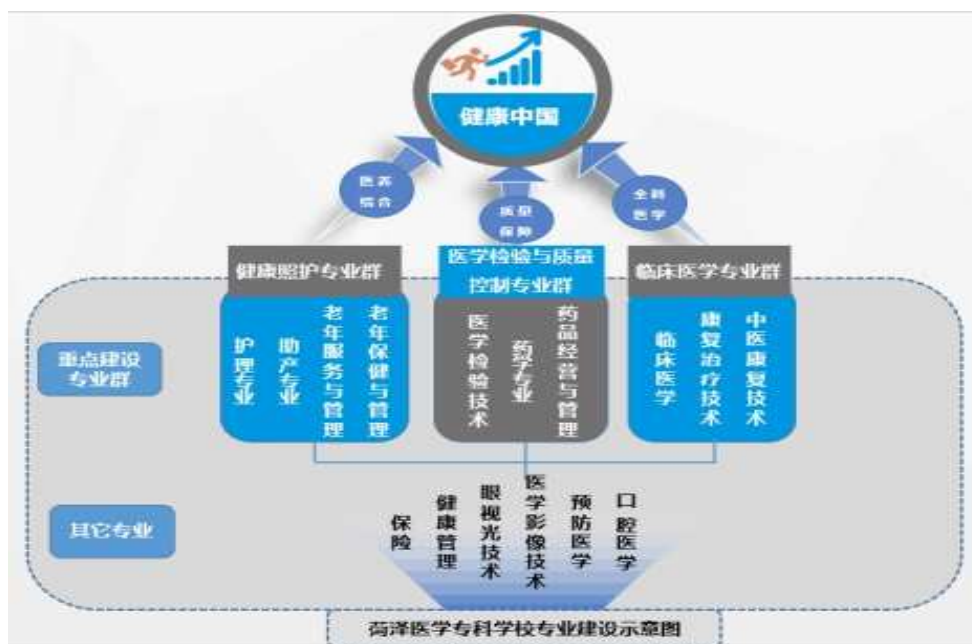 健康中国
医养
结合
质量
保障
全科
医学
健康照护专业群
医学检验与质量
控制专业群
临床医学专业群
重点建设
专业群
护理专业
助产专业
老年服务与管理
老年保健与管理
医学检验技术
药学专业
药品经营与管理
临床医学
康复治疗技术
中医康复技术
其它专业
保险
健康管理
眼视光技术
医学影像技术
预防医学
口腔医学
菏泽医学专科学校专业建设示意图